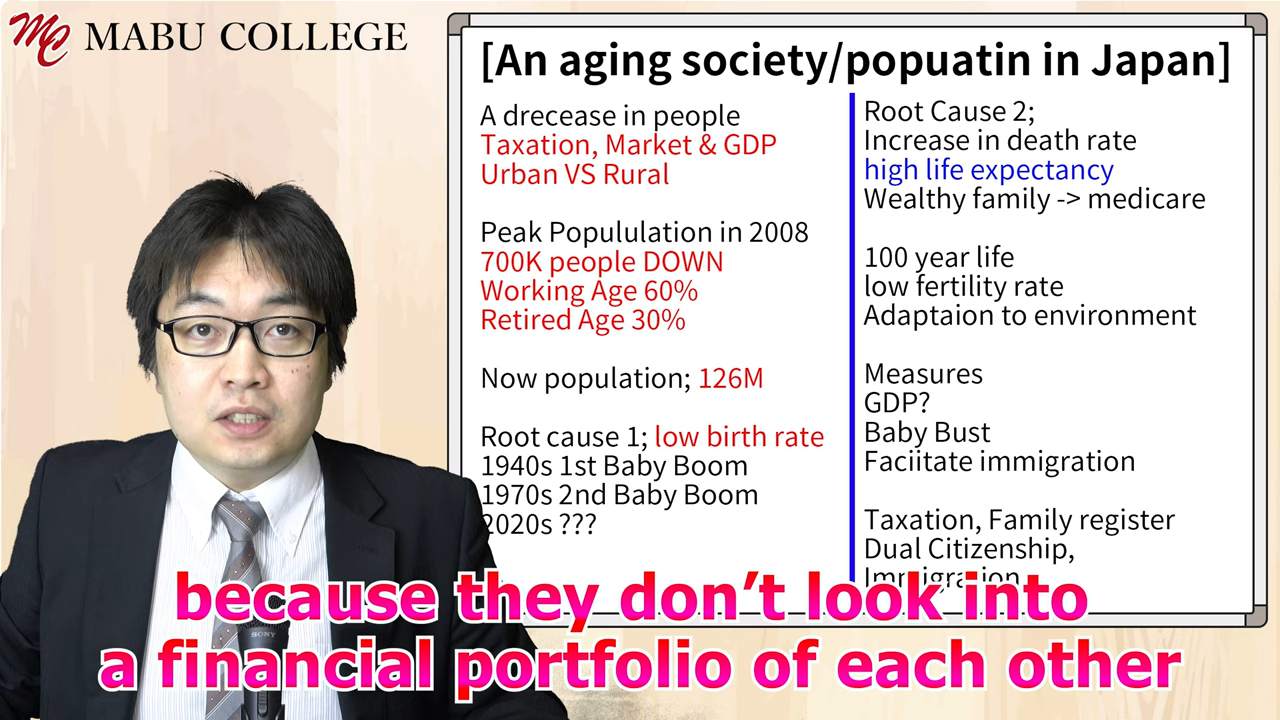 MC MABU COLLEGE
[An aging society/popuatin in Japan]
A drecease in people
Taxation, Market & GDP
Urban VS Rural
Peak Popululation in 2008
700K people DOWN
Working Age 60%
Retired Age 30%
Now population; 126M
Root cause 1; low birth rate
1940s 1st Baby Boom
1970s 2nd Baby Boom
2020s ???
Root Cause 2;
Increase in death rate
high life expectancy
Wealthy family -> medicare
100 year life
low fertility rate
Adaptaion to environment
Measures
GDP?
Baby Bust
Faciitate immigration
Taxation, Family register
Dual Citizenship,
Immigration
because they don't look into
a financial portfolio of each other
SONY